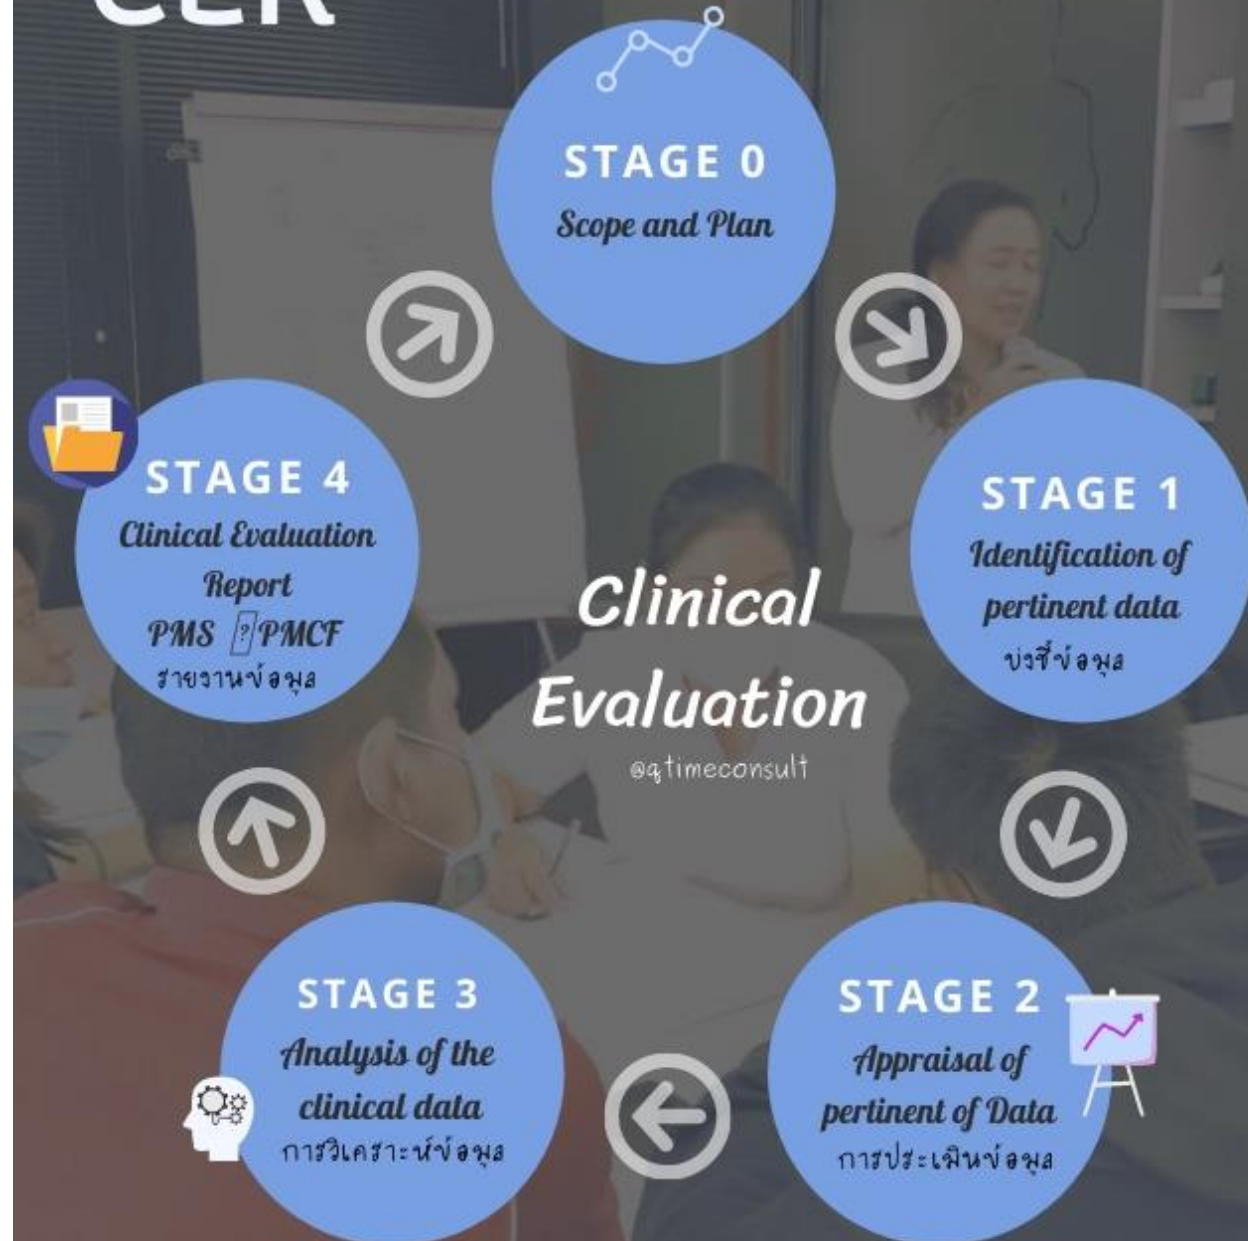 CER
STAGE 0
Scope and Plan
STAGE 1
Identification of
pertinent data
บ่งชี้ข้อมูล
STAGE 2
Appraisal of
pertinent of Data
การประเมินข้อมูล
STAGE 3
Analysis of the
clinical data
การวิเคราะห์ข้อมูล
STAGE 4
Clinical Evaluation
Report
PMS ? PMCF
รายงานข้อมูล
Clinical
Evaluation
@qtimeconsult